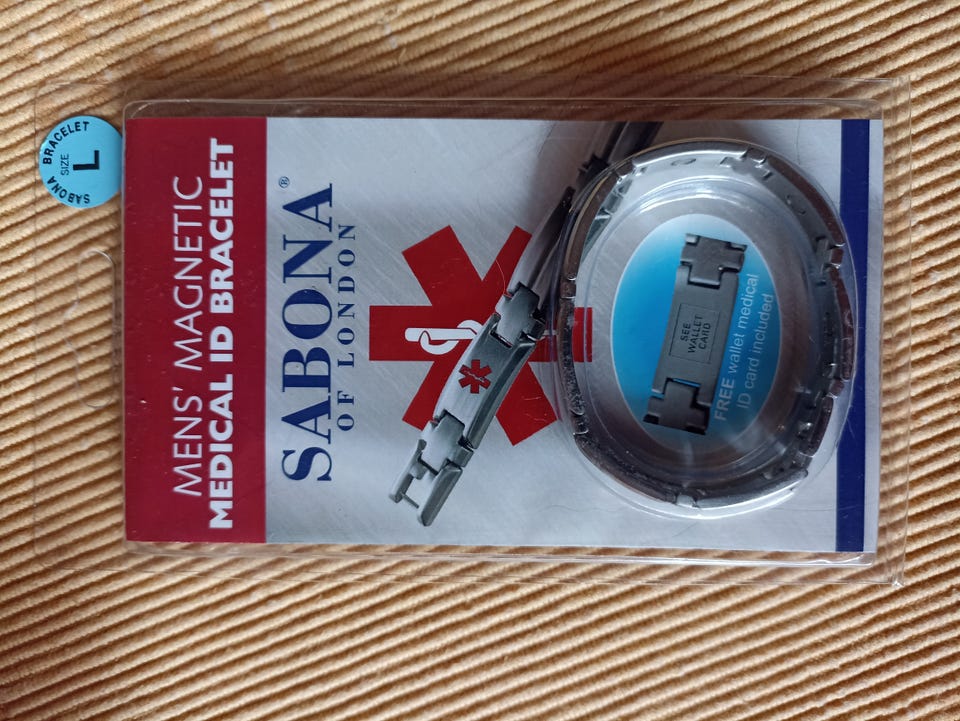 SABONA BRACELET
SIZE
L
MENS' MAGNETIC
MEDICAL ID BRACELET
SABONA®
OF LONDON
SEE
WALLET
CARD
FREE wallet medical
ID card included